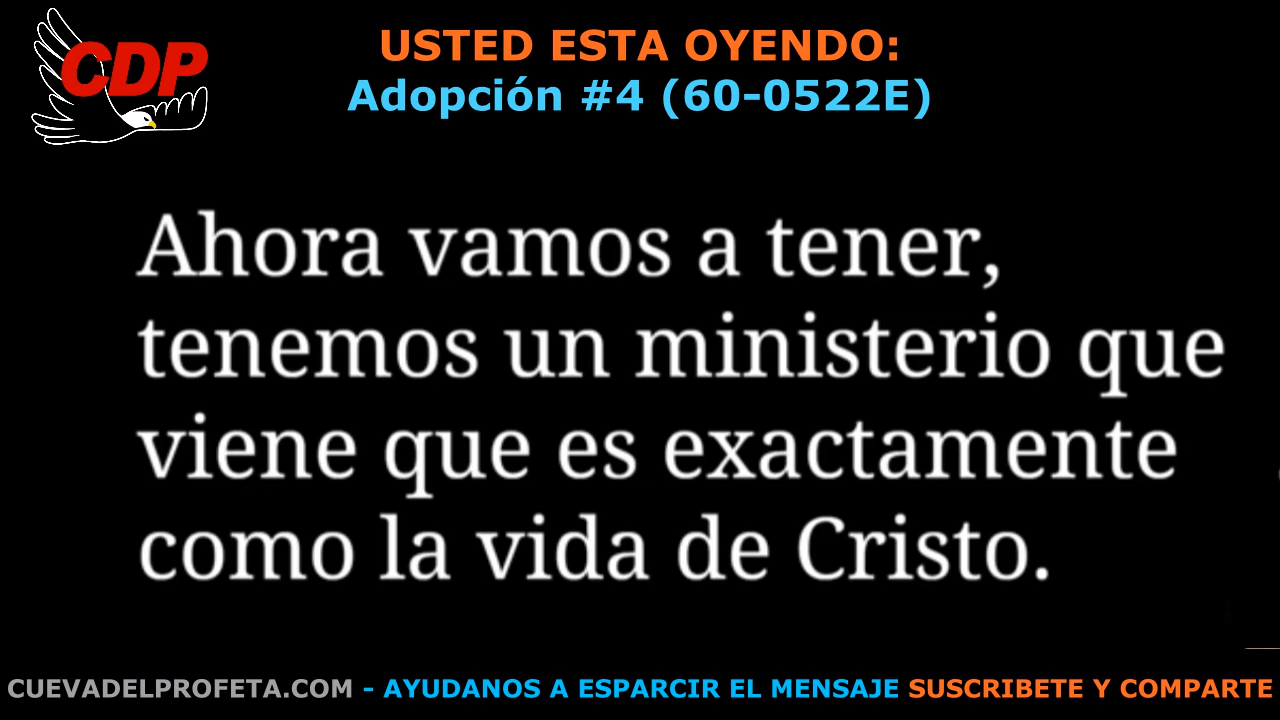 CDP
USTED ESTA OYENDO:
Adopción #4 (60-0522E)
Ahora vamos a tener,
tenemos un ministerio que
viene que es exactamente
como la vida de Cristo.
CUEVADELPROFETA.COM - AYUDANOS A ESPARCIR EL MENSAJE SUSCRIBETE Y COMPARTE